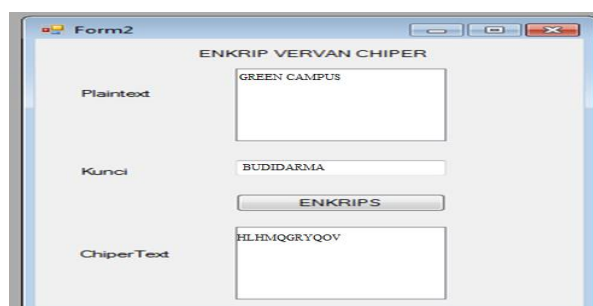 Form2
ENKRIP VERVAN CHIPER
Plaintext
GREEN CAMPUS
Kunci
BUDIDARMA
ENKRIPS
ChiperText
HLHMQGRYQOV